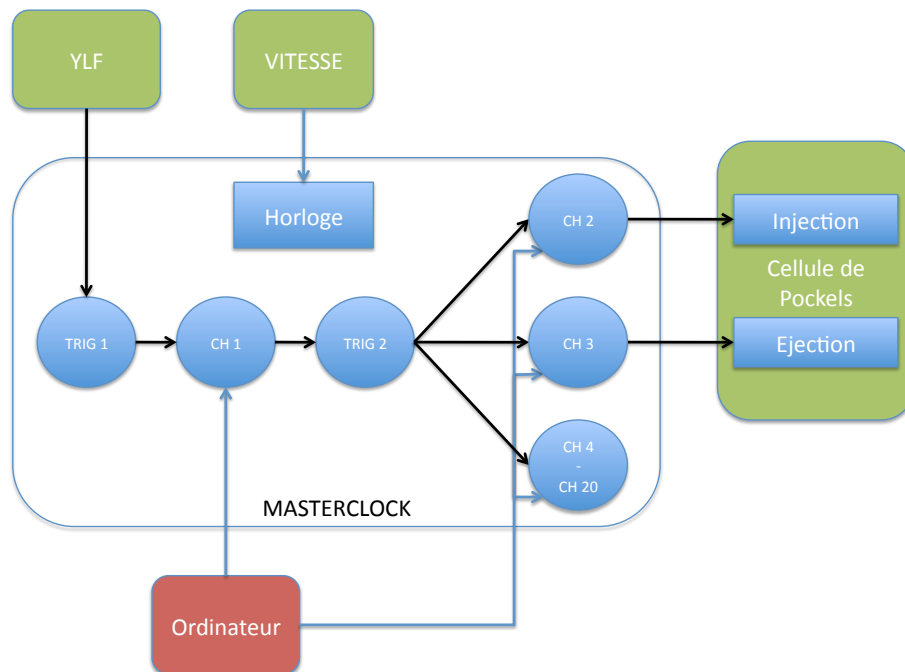 YLF
VITESSE
Horloge
CH 2
Injection
Cellule de
Pockels
TRIG 1
CH 1
TRIG 2
CH 3
Ejection
CH 4
-
CH 20
MASTERCLOCK
Ordinateur